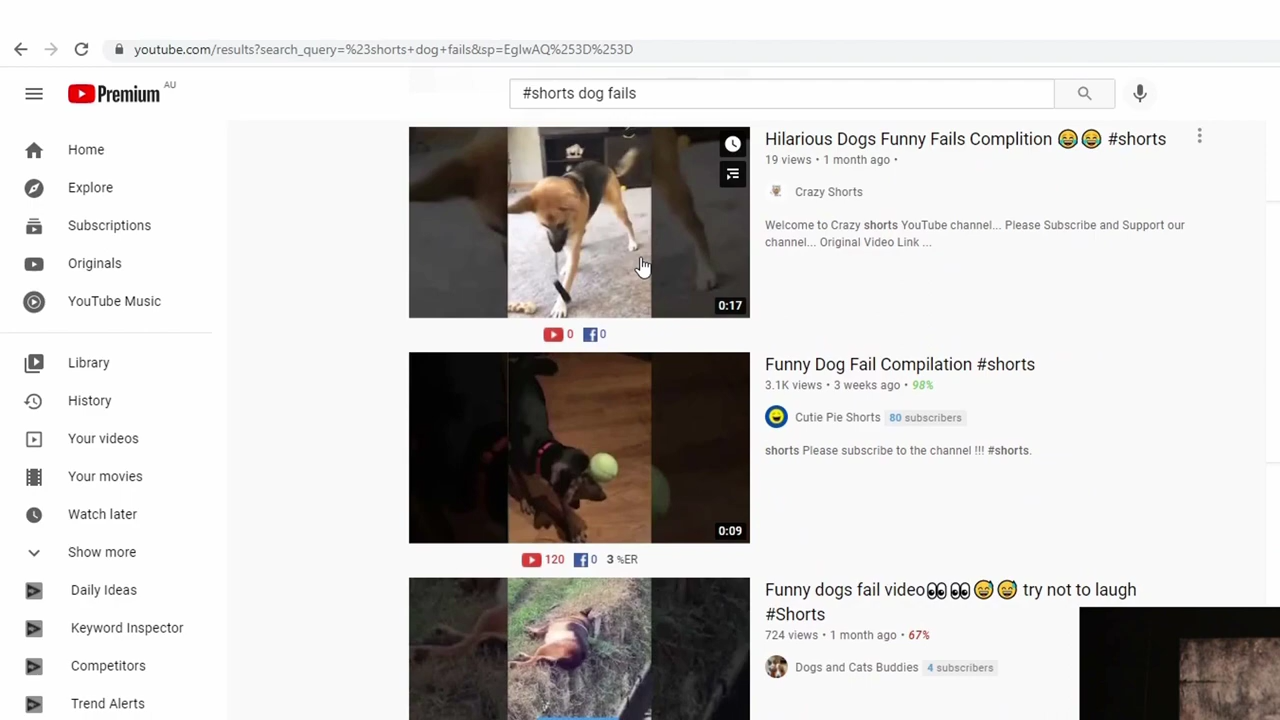 youtube.com/results?search_query=%23shorts+dog+fails&sp=EgIwAQ%253D%253D
Premium AU
#shorts dog fails
Home
Explore
Subscriptions
Originals
YouTube Music
Library
History
Your videos
Your movies
Watch later
Show more
Daily Ideas
Keyword Inspector
Competitors
Trend Alerts
0:17
0 0
Hilarious Dogs Funny Fails Complition 😂😂 #shorts
19 views • 1 month ago •
Crazy Shorts
Welcome to Crazy shorts YouTube channel... Please Subscribe and Support our
channel... Original Video Link ...
0:09
120 0 3 %ER
Funny Dog Fail Compilation #shorts
3.1K views • 3 weeks ago • 98%
Cutie Pie Shorts 80 subscribers
shorts Please subscribe to the channel !!! #shorts.
Funny dogs fail video👀👀😅😅 try not to laugh
#Shorts
724 views • 1 month ago • 67%
Dogs and Cats Buddies 4 subscribers